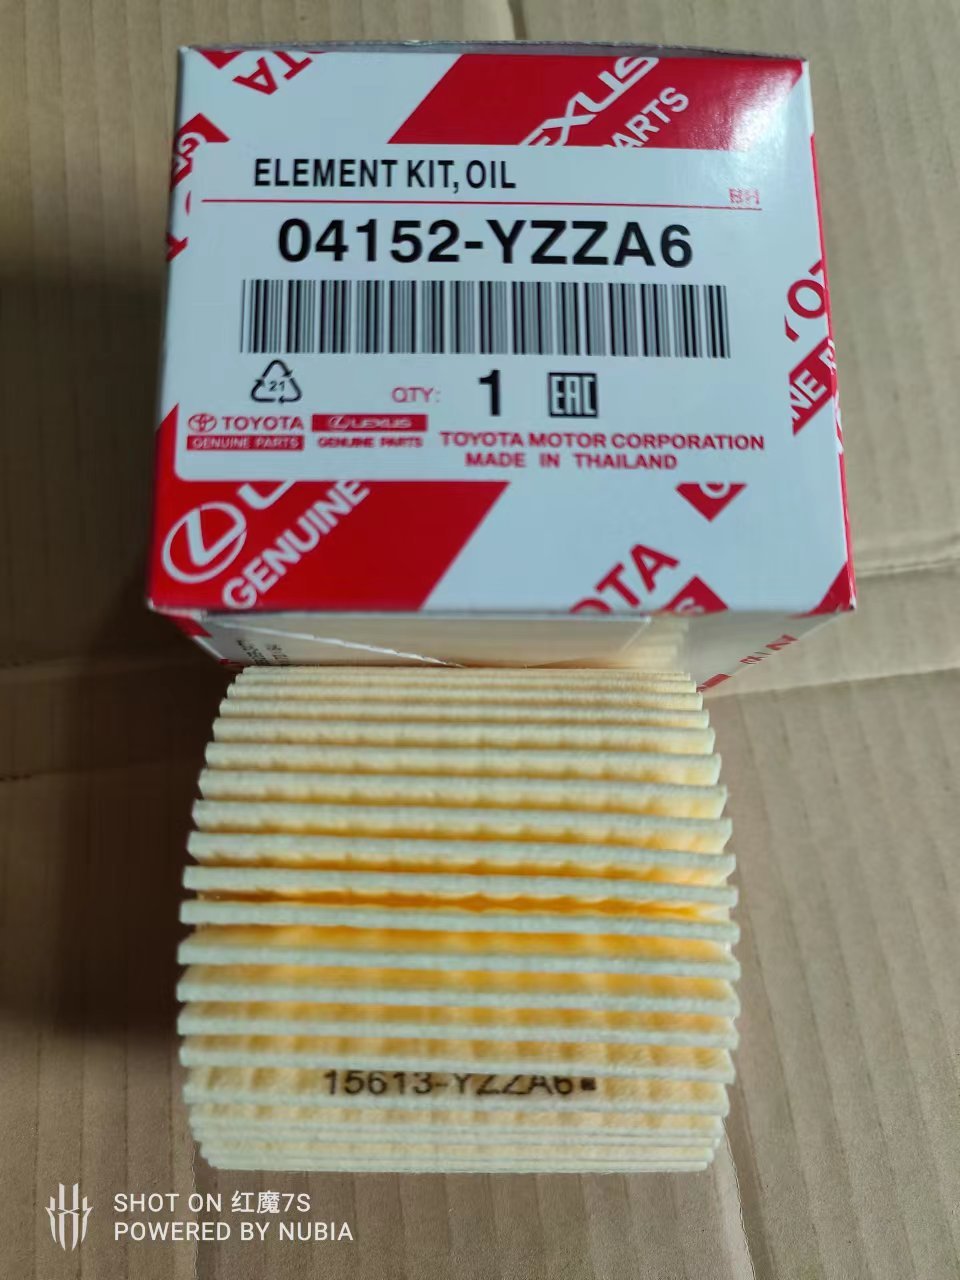 TOYOTA
LEXUS
PARTS
ELEMENT KIT, OIL
04152-YZZA6
21
QTY: 1 EAC
TOYOTA
GENUINE PARTS
LEXUS
GENUINE PARTS
TOYOTA MOTOR CORPORATION
MADE IN THAILAND
GENUINE
15613-YZZA6
SHOT ON 红魔7S
POWERED BY NUBIA